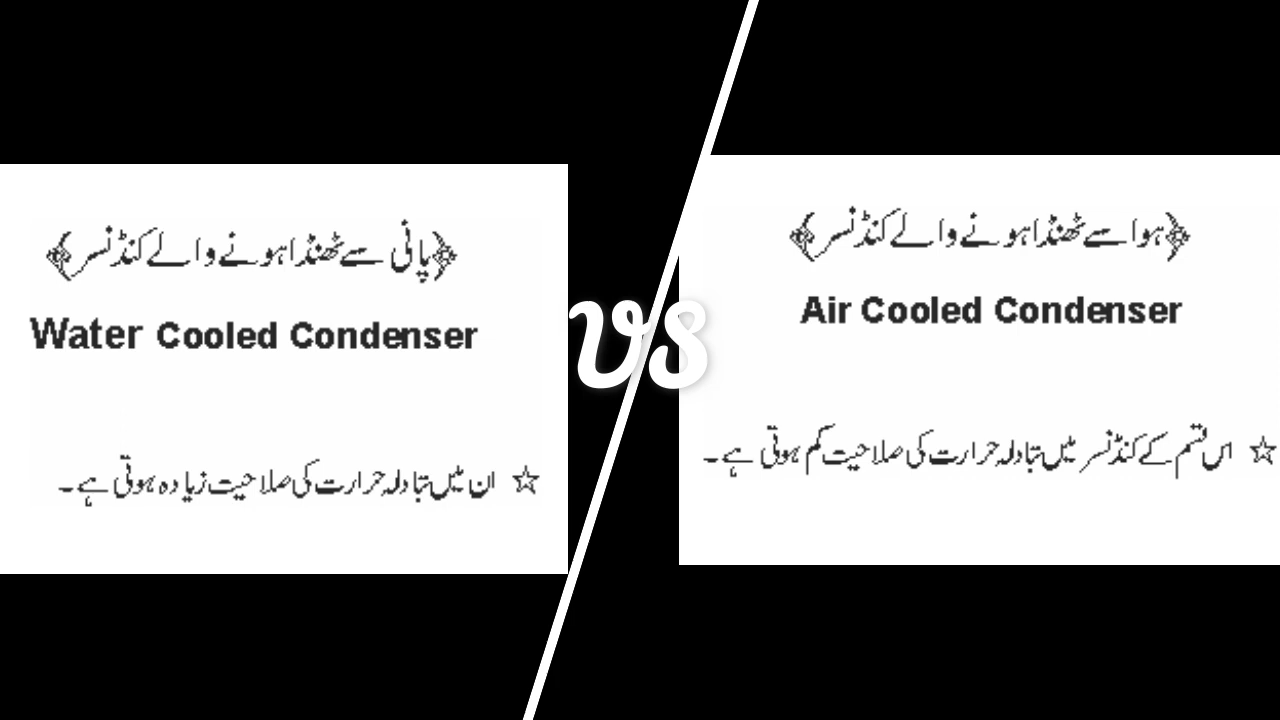 ﴿پانی سے ٹھنڈا ہونے والے کنڈنسر﴾
Water Cooled Condenser
☆ ان میں تبادلہ حرارت کی صلاحیت زیادہ ہوتی ہے۔
vs
﴿ہوا سے ٹھنڈا ہونے والے کنڈنسر﴾
Air Cooled Condenser
☆ اس قسم کے کنڈنسر میں تبادلہ حرارت کی صلاحیت کم ہوتی ہے۔